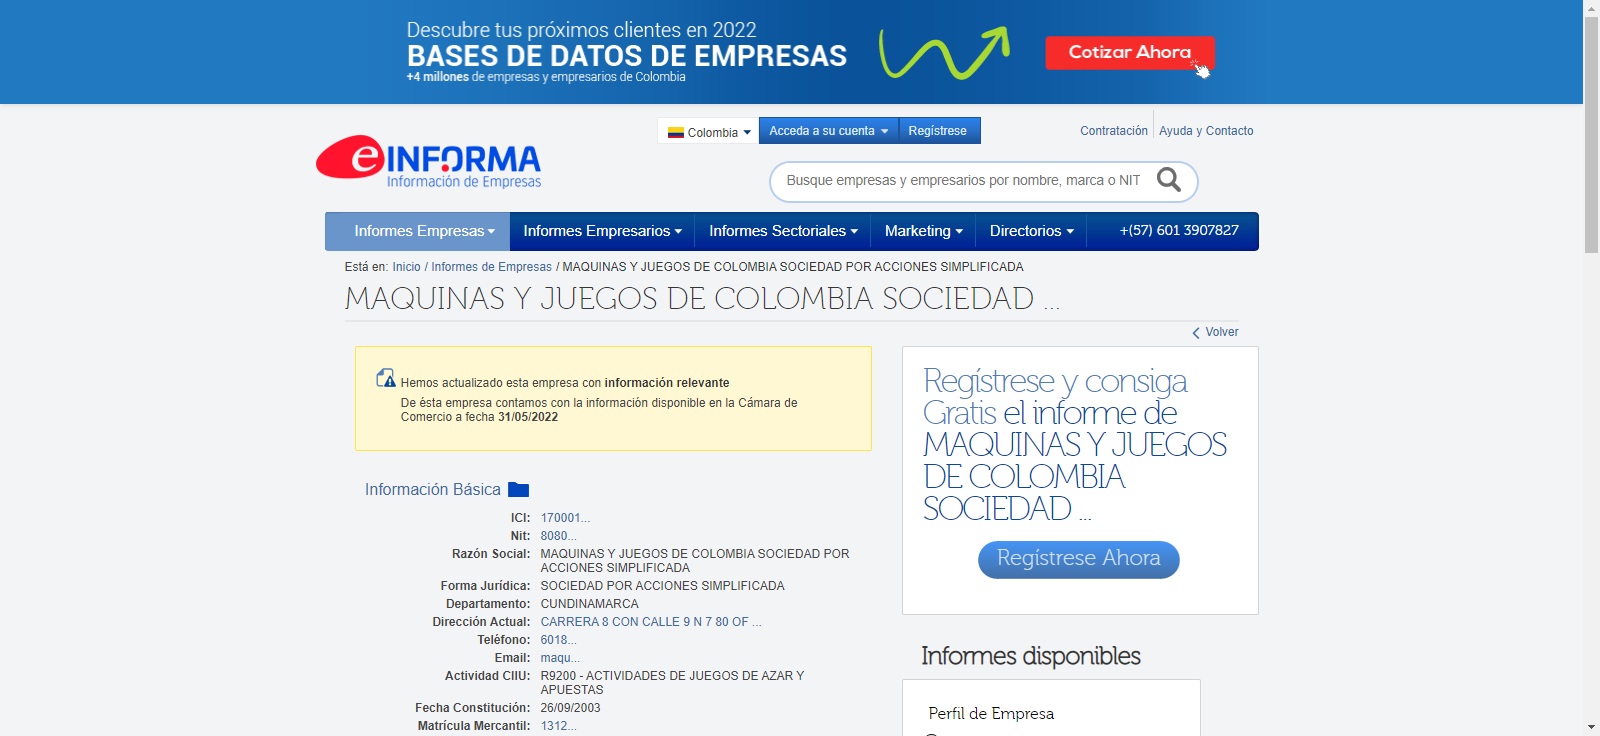 Descubre tus próximos clientes en 2022
BASES DE DATOS DE EMPRESAS
+4 millones de empresas y empresarios de Colombia
Cotizar Ahora
Colombia
Acceda a su cuenta
Regístrese
Contratación
Ayuda y Contacto
eINFORMA
Información de Empresas
Busque empresas y empresarios por nombre, marca o NIT
Informes Empresas
Informes Empresarios
Informes Sectoriales
Marketing
Directorios
+(57) 601 3907827
Está en: Inicio / Informes de Empresas / MAQUINAS Y JUEGOS DE COLOMBIA SOCIEDAD POR ACCIONES SIMPLIFICADA
MAQUINAS Y JUEGOS DE COLOMBIA SOCIEDAD ...
Volver
Hemos actualizado esta empresa con información relevante
De ésta empresa contamos con la información disponible en la Cámara de
Comercio a fecha 31/05/2022
Información Básica
ICI: 170001...
Nit: 8080...
Razón Social: MAQUINAS Y JUEGOS DE COLOMBIA SOCIEDAD POR
ACCIONES SIMPLIFICADA
Forma Jurídica: SOCIEDAD POR ACCIONES SIMPLIFICADA
Departamento: CUNDINAMARCA
Dirección Actual: CARRERA 8 CON CALLE 9 N 7 80 OF ...
Teléfono: 6018...
Email: maqu...
Actividad CIIU: R9200 - ACTIVIDADES DE JUEGOS DE AZAR Y
APUESTAS
Fecha Constitución: 26/09/2003
Matrícula Mercantil: 1312...
Regístrese y consiga
Gratis el informe de
MAQUINAS Y JUEGOS
DE COLOMBIA
SOCIEDAD ...
Regístrese Ahora
Informes disponibles
Perfil de Empresa